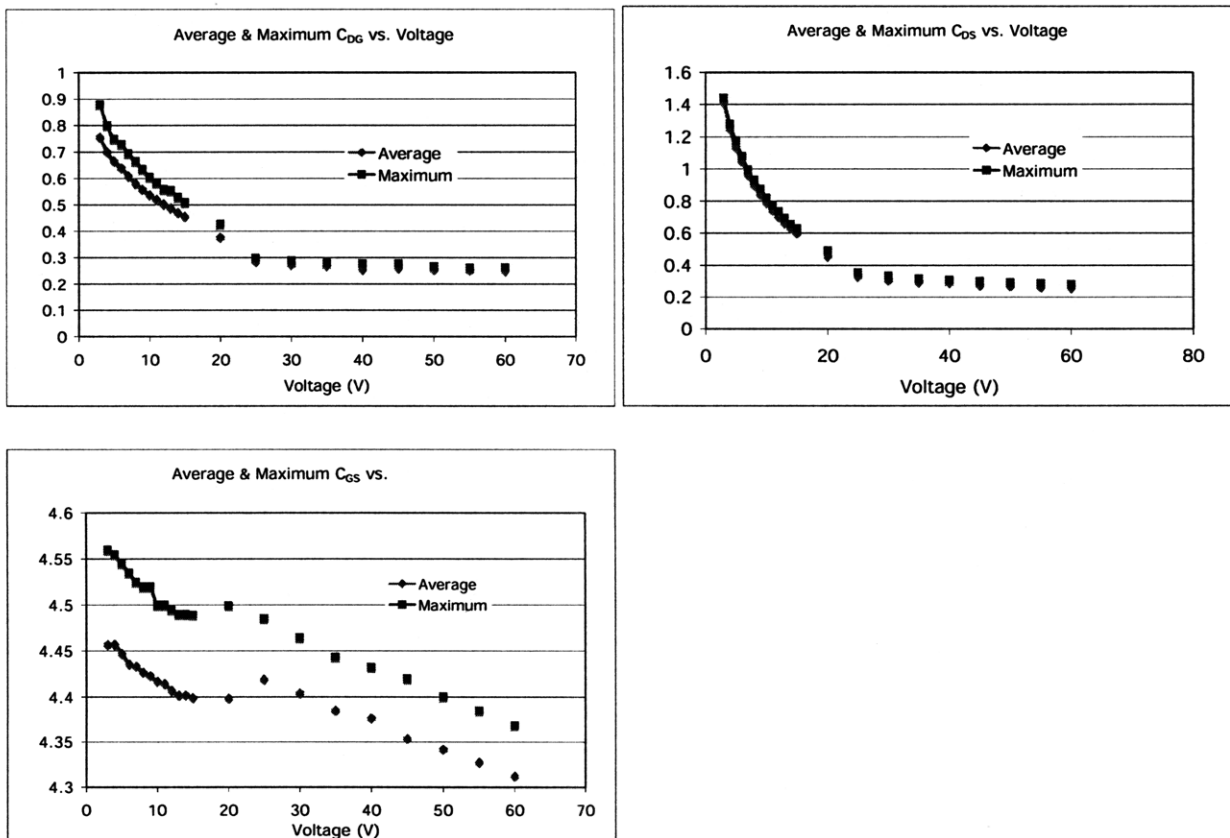 Average & Maximum C_DG vs. Voltage
1
0.9
0.8
0.7
0.6
0.5
0.4
0.3
0.2
0.1
0
Average
Maximum
0 10 20 30 40 50 60 70
Voltage (V)
Average & Maximum C_DS vs. Voltage
1.6
1.4
1.2
1
0.8
0.6
0.4
0.2
0
Average
Maximum
0 20 40 60 80
Voltage (V)
Average & Maximum C_GS vs.
4.6
4.55
4.5
4.45
4.4
4.35
4.3
Average
Maximum
0 10 20 30 40 50 60 70
Voltage (V)